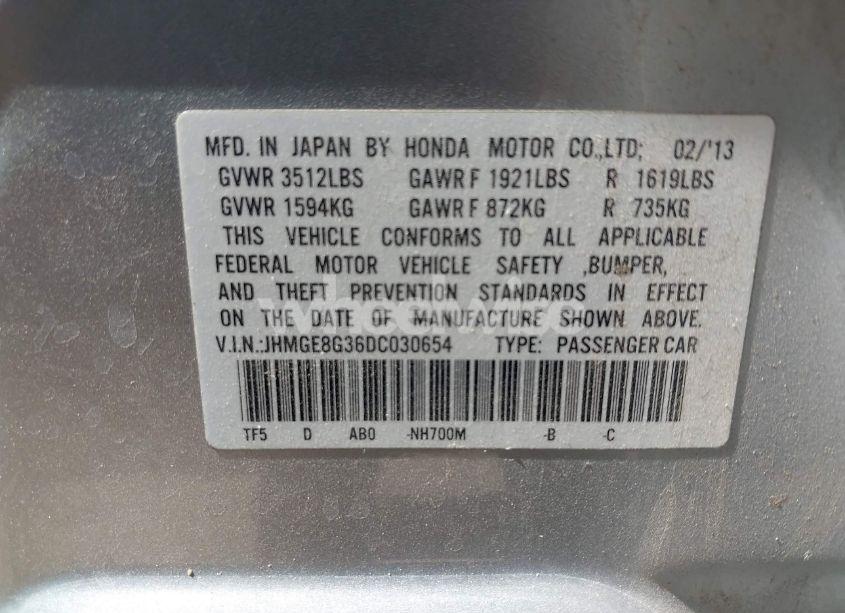 MFD. IN JAPAN BY HONDA MOTOR CO.,LTD; 02/'13
GVWR 3512LBS GAWR F 1921LBS R 1619LBS
GVWR 1594KG GAWR F 872KG R 735KG
THIS VEHICLE CONFORMS TO ALL APPLICABLE
FEDERAL MOTOR VEHICLE SAFETY ,BUMPER,
AND THEFT PREVENTION STANDARDS IN EFFECT
ON THE DATE OF MANUFACTURE SHOWN ABOVE.
V.I.N.:JHMGE8G36DC030654 TYPE: PASSENGER CAR
TF5 D AB0 -NH700M -B -C